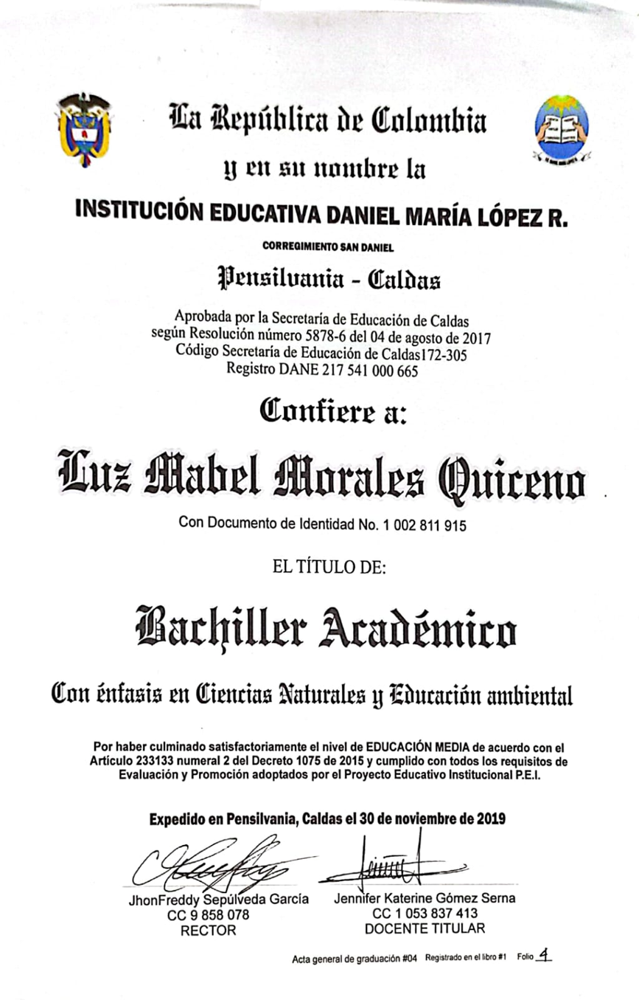 La República de Colombia
y en su nombre la
INSTITUCIÓN EDUCATIVA DANIEL MARÍA LÓPEZ R.
CORREGIMIENTO SAN DANIEL
Pensilvania - Caldas
Aprobada por la Secretaría de Educación de Caldas
según Resolución número 5878-6 del 04 de agosto de 2017
Código Secretaría de Educación de Caldas172-305
Registro DANE 217 541 000 665
Confiere a:
Luz Mabel Morales Quiceno
Con Documento de Identidad No. 1 002 811 915
EL TÍTULO DE:
Bachiller Académico
Con énfasis en Ciencias Naturales y Educación ambiental
Por haber culminado satisfactoriamente el nivel de EDUCACIÓN MEDIA de acuerdo con el
Artículo 233133 numeral 2 del Decreto 1075 de 2015 y cumplido con todos los requisitos de
Evaluación y Promoción adoptados por el Proyecto Educativo Institucional P.E.I.
Expedido en Pensilvania, Caldas el 30 de noviembre de 2019
JhonFreddy Sepúlveda García
CC 9 858 078
RECTOR
Jennifer Katerine Gómez Serna
CC 1 053 837 413
DOCENTE TITULAR
Acta general de graduación #04 Registrado en el libro #1 Folio 4